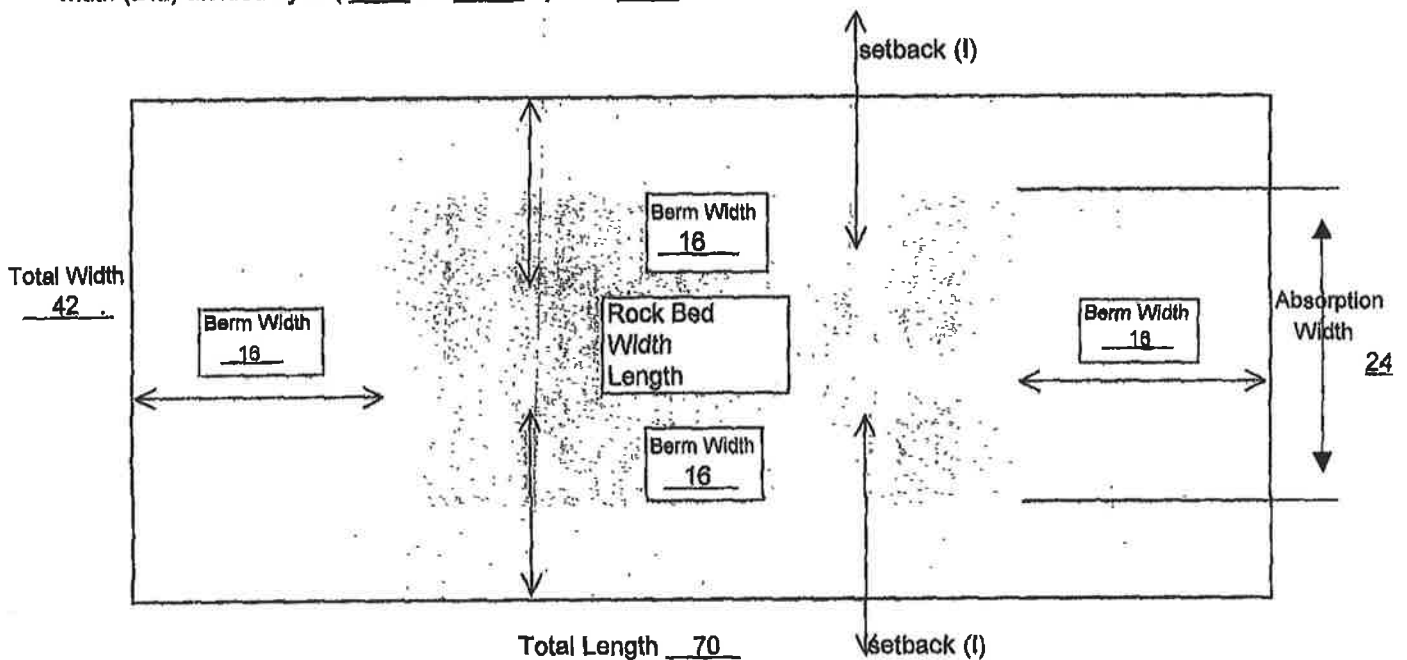 setback (I)
Berm Width
16
Total Width
42 .
Berm Width
16
Rock Bed
Width
Length
Berm Width
16
Absorption
Width
24
Berm Width
16
Total Length 70
setback (I)